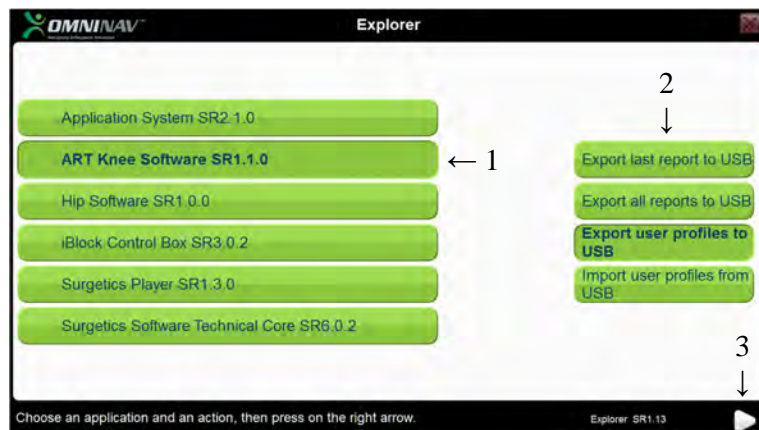 OMNINAV™
Explorer
2
↓
Application System SR2.1.0
ART Knee Software SR1.1.0
← 1
Export last report to USB
Hip Software SR1.0.0
Export all reports to USB
iBlock Control Box SR3.0.2
Export user profiles to
USB
Surgetics Player SR1.3.0
Import user profiles from
USB
Surgetics Software Technical Core SR6.0.2
3
↓
Choose an application and an action, then press on the right arrow.
Explorer SR1.13